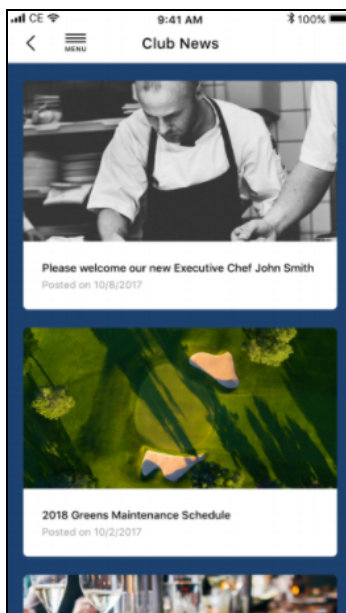 CE
9:41 AM
100%
MENU
Club News
Please welcome our new Executive Chef John Smith
Posted on 10/8/2017
2018 Greens Maintenance Schedule
Posted on 10/2/2017